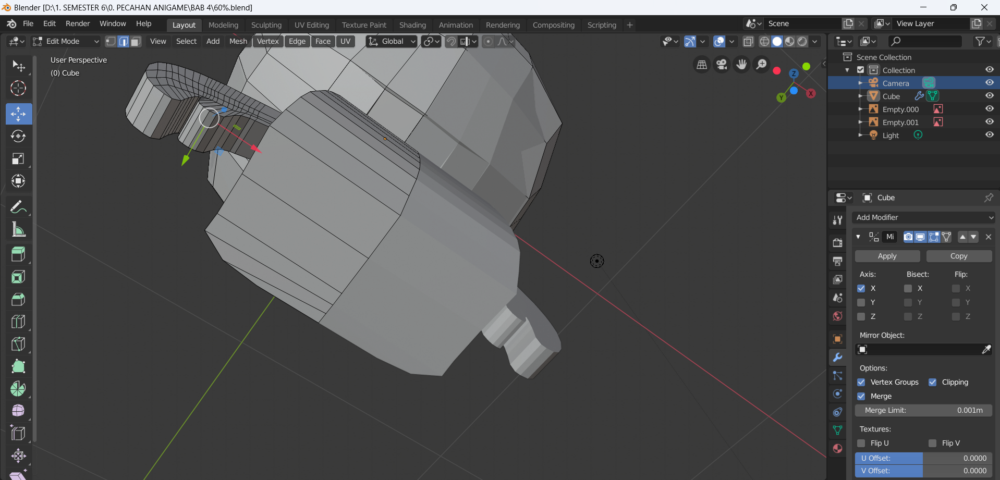 Blender [D:\1. SEMESTER 6\0. PECAHAN ANIGAME\BAB 4\60%.blend]
File Edit Render Window Help Layout Modeling Sculpting UV Editing Texture Paint Shading Animation Rendering Compositing Scripting + Scene View Layer
Edit Mode View Select Add Mesh Vertex Edge Face UV Global
User Perspective
(0) Cube
Z
Y
X
Scene Collection
Collection
Camera
Cube
Empty.000
Empty.001
Light
Cube
Add Modifier
Mi
Apply Copy
Axis: Bisect: Flip:
X X X
Y Y Y
Z Z Z
Mirror Object:
Options:
Vertex Groups Clipping
Merge
Merge Limit: 0.001m
Textures:
Flip U Flip V
U Offset: 0.0000
V Offset: 0.0000